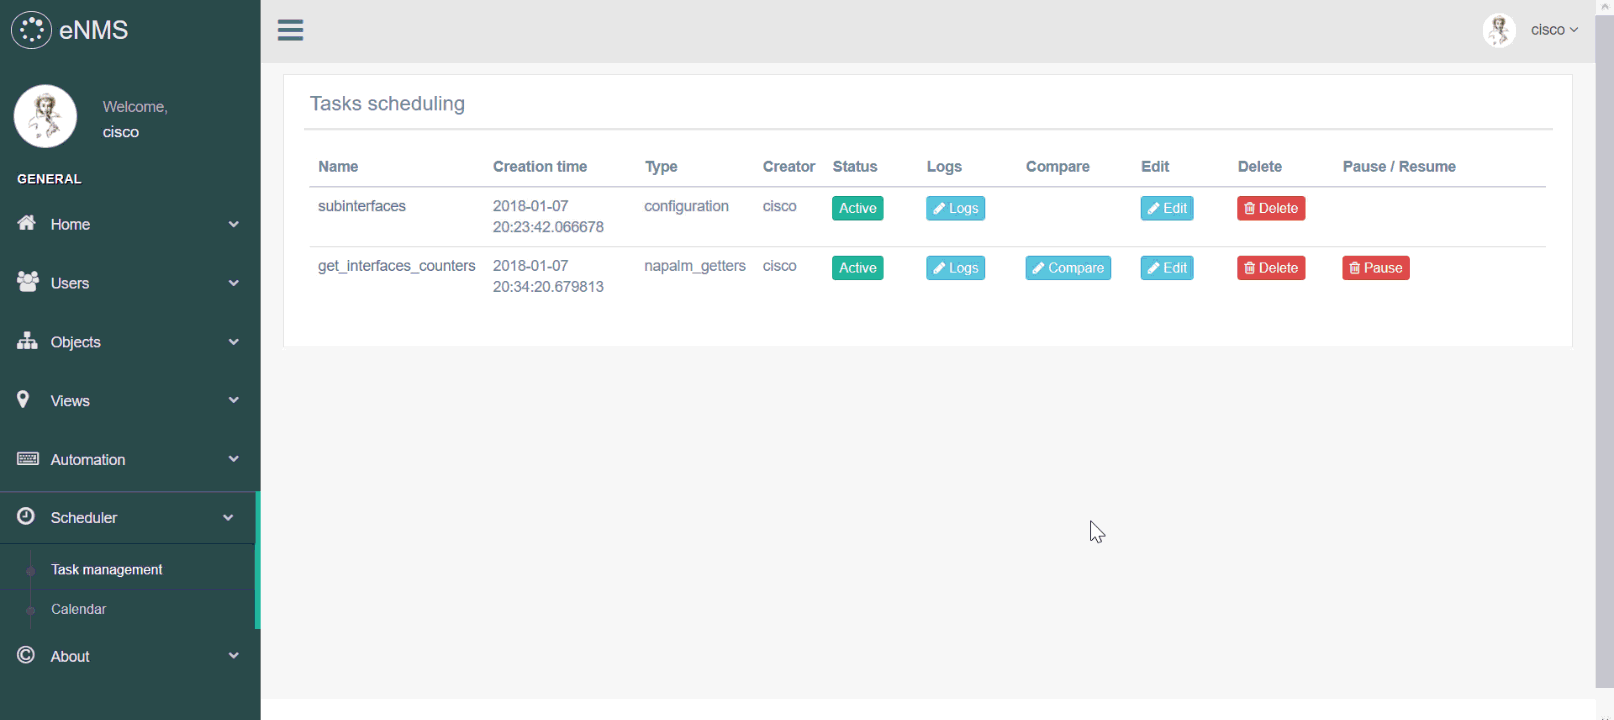 eNMS
cisco
Welcome,
cisco
GENERAL
Home
Users
Objects
Views
Automation
Scheduler
Task management
Calendar
About
Tasks scheduling
Name Creation time Type Creator Status Logs Compare Edit Delete Pause / Resume
subinterfaces 2018-01-07 configuration cisco Active Logs Edit Delete
20:23:42.066678
get_interfaces_counters 2018-01-07 napalm_getters cisco Active Logs Compare Edit Delete Pause
20:34:20.679813